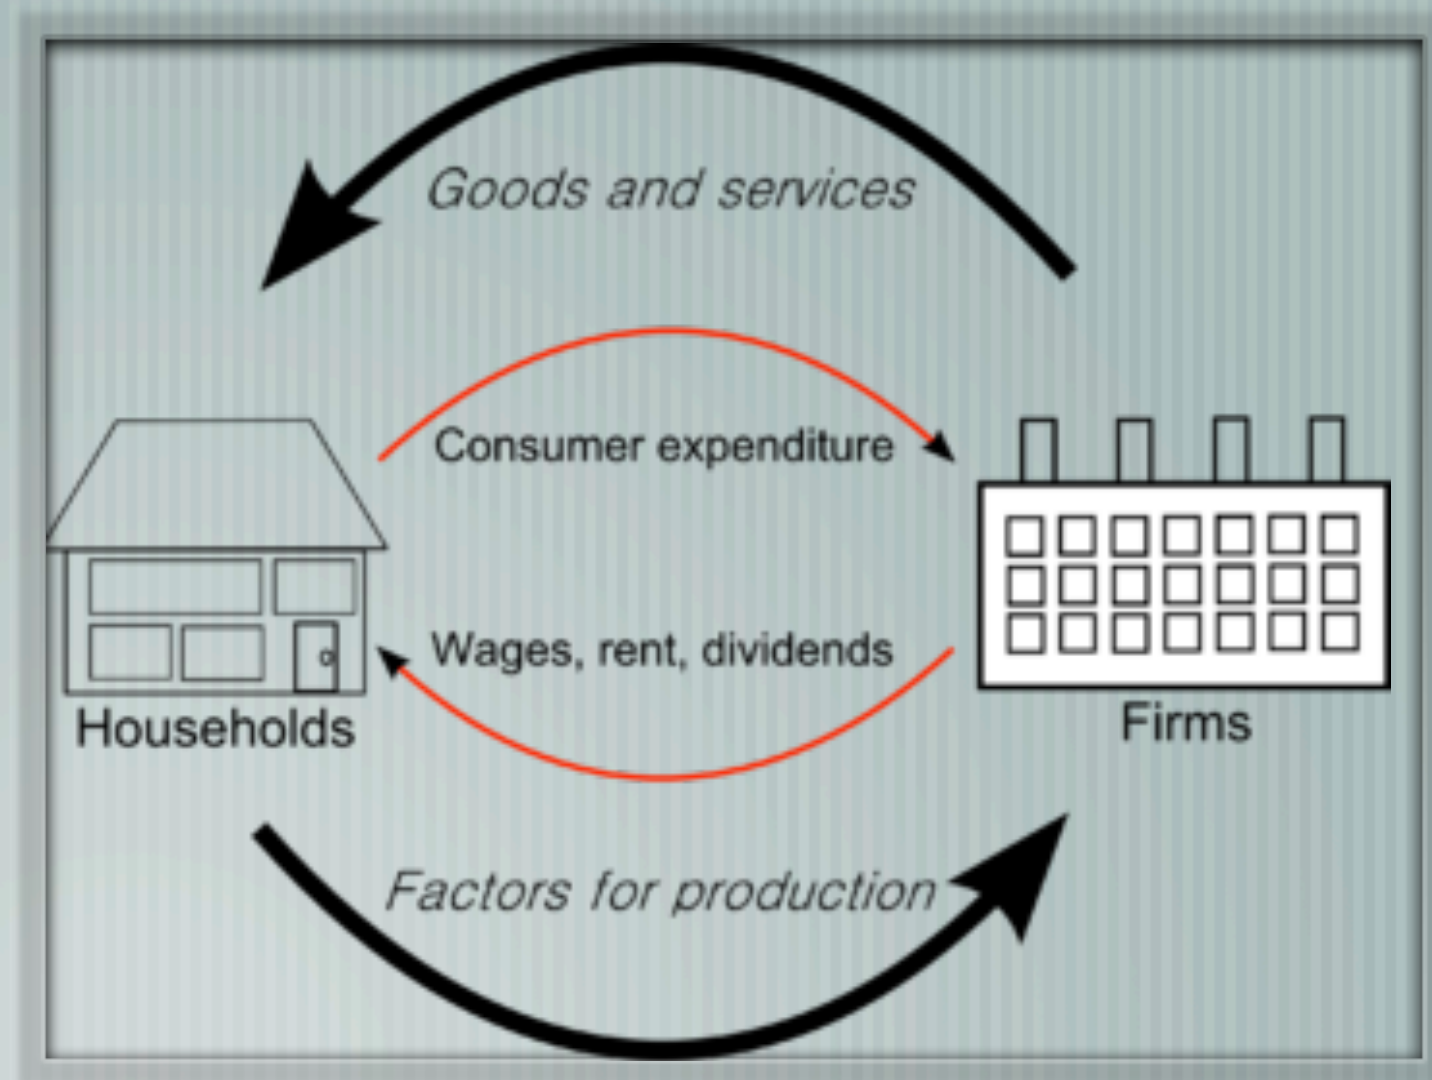 Goods and services
Consumer expenditure
Wages, rent, dividends
Households
Firms
Factors for production